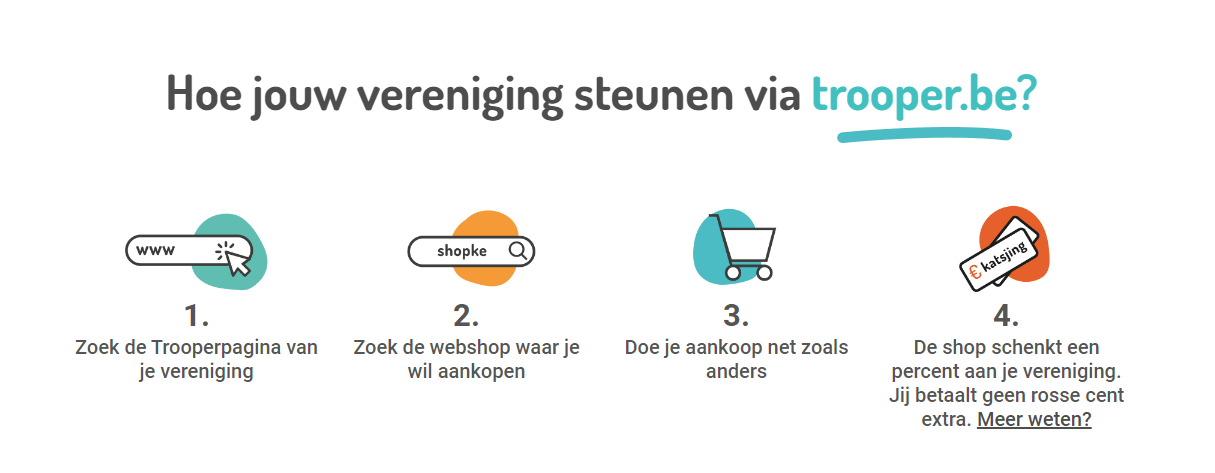 Hoe jouw vereniging steunen via trooper.be?
www
shopke
€ katsjing
1.
Zoek de Trooperpagina van
je vereniging
2.
Zoek de webshop waar je
wil aankopen
3.
Doe je aankoop net zoals
anders
4.
De shop schenkt een
percent aan je vereniging.
Jij betaalt geen rosse cent
extra. Meer weten?